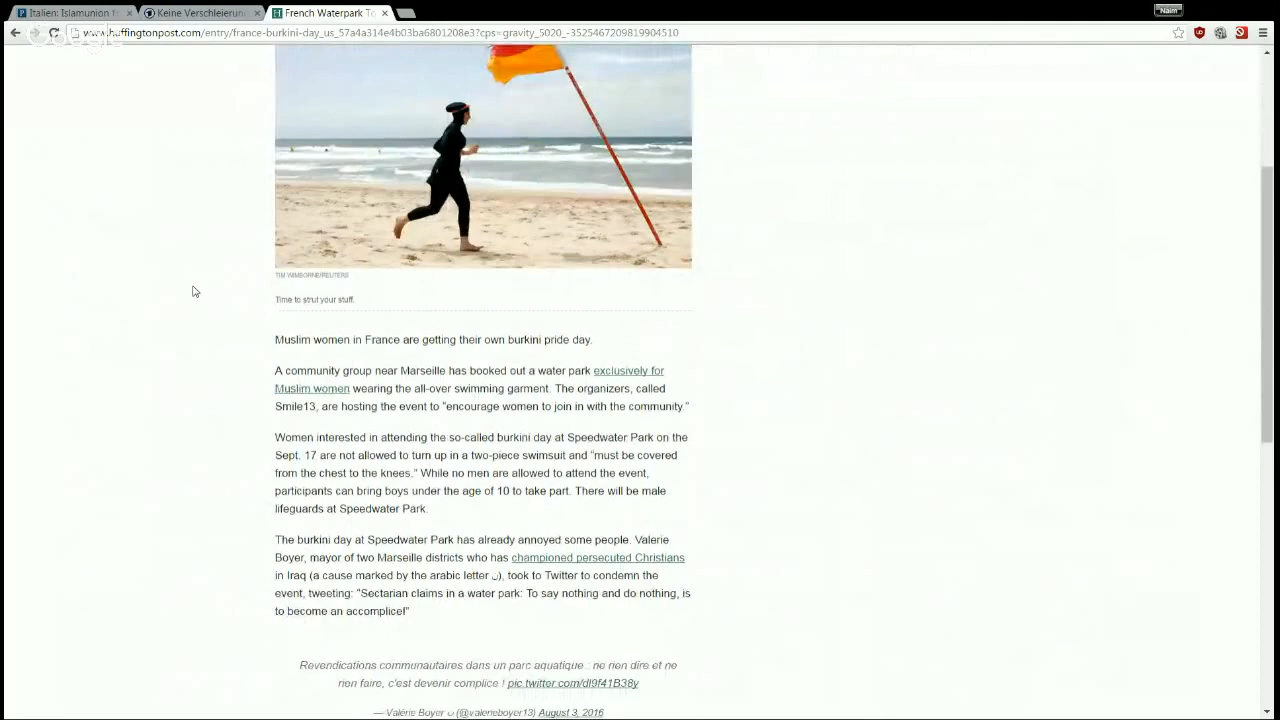 Italien: Islamunion f
Keine Verschleierun
French Waterpark To
Naim
www.huffingtonpost.com/entry/france-burkini-day_us_57a4a314e4b03ba6801208e3?cps=gravity_5020_-3525467209819904510
Google
TIM WIMBORNE/REUTERS
Time to strut your stuff.
Muslim women in France are getting their own burkini pride day.
A community group near Marseille has booked out a water park exclusively for
Muslim women wearing the all-over swimming garment. The organizers, called
Smile13, are hosting the event to "encourage women to join in with the community."
Women interested in attending the so-called burkini day at Speedwater Park on the
Sept. 17 are not allowed to turn up in a two-piece swimsuit and "must be covered
from the chest to the knees." While no men are allowed to attend the event,
participants can bring boys under the age of 10 to take part. There will be male
lifeguards at Speedwater Park.
The burkini day at Speedwater Park has already annoyed some people. Valerie
Boyer, mayor of two Marseille districts who has championed persecuted Christians
in Iraq (a cause marked by the arabic letter ن), took to Twitter to condemn the
event, tweeting: "Sectarian claims in a water park: To say nothing and do nothing, is
to become an accomplice!"
Revendications communautaires dans un parc aquatique : ne rien dire et ne
rien faire, c'est devenir complice ! pic.twitter.com/dl9f41B38y
— Valérie Boyer ن (@valerieboyer13) August 3, 2016